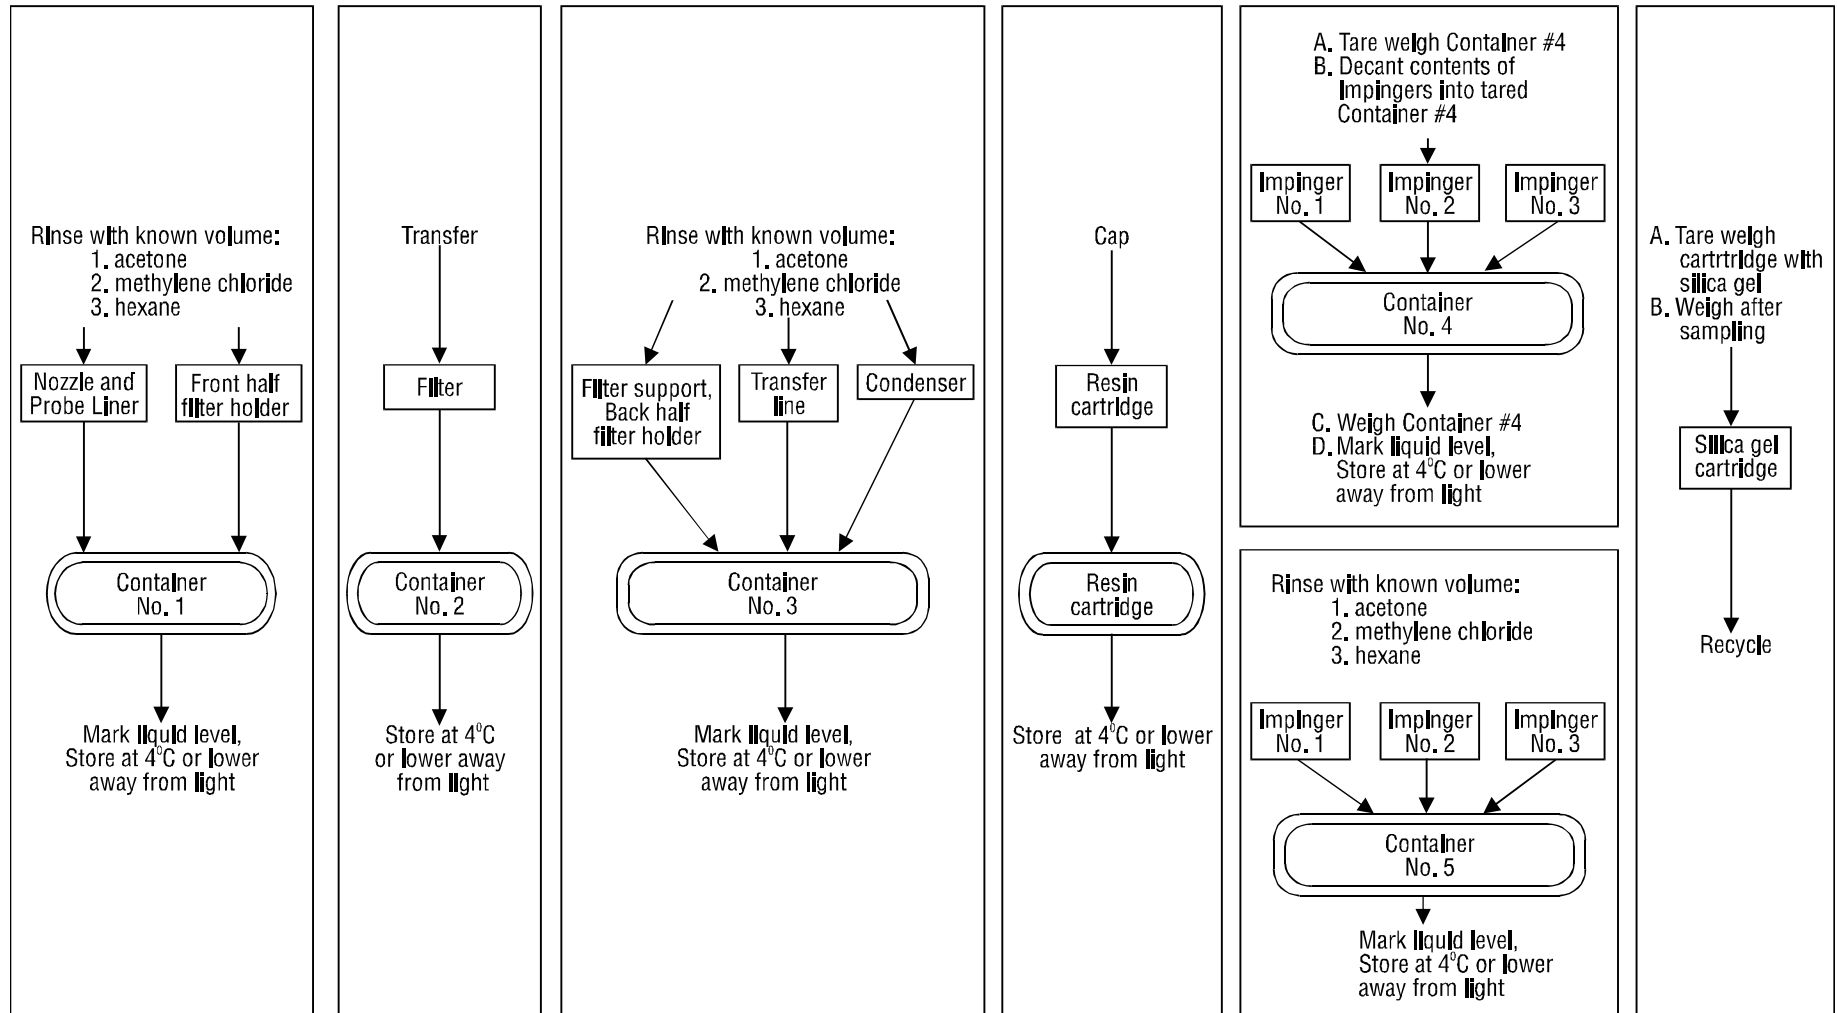 Rinse with known volume:
1. acetone
2. methylene chloride
3. hexane
Nozzle and
Probe Liner
Front half
filter holder
Container
No. 1
Mark liquid level,
Store at 4°C or lower
away from light
Transfer
Filter
Container
No. 2
Store at 4°C
or lower away
from light
Rinse with known volume:
1. acetone
2. methylene chloride
3. hexane
Filter support,
Back half
filter holder
Transfer
line
Condenser
Container
No. 3
Mark liquid level,
Store at 4°C or lower
away from light
Cap
Resin
cartridge
Resin
cartridge
Store at 4°C or lower
away from light
A. Tare weigh Container #4
B. Decant contents of
Impingers into tared
Container #4
Impinger
No. 1
Impinger
No. 2
Impinger
No. 3
Container
No. 4
C. Weigh Container #4
D. Mark liquid level,
Store at 4°C or lower
away from light
Rinse with known volume:
1. acetone
2. methylene chloride
3. hexane
Impinger
No. 1
Impinger
No. 2
Impinger
No. 3
Container
No. 5
Mark liquid level,
Store at 4°C or lower
away from light
A. Tare weigh
cartrtridge with
silica gel
B. Weigh after
sampling
Silica gel
cartridge
Recycle